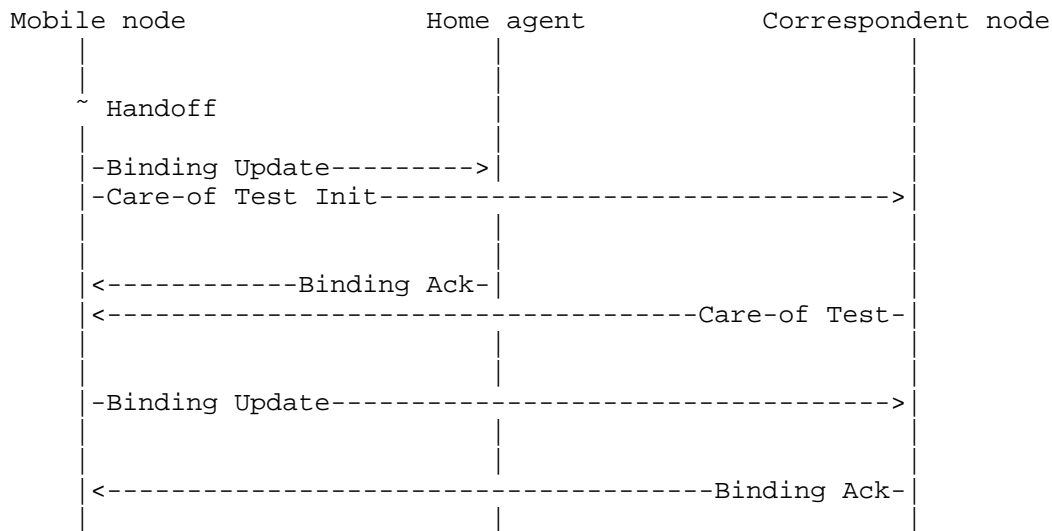 Mobile node Home agent Correspondent node
~ Handoff
-Binding Update--------->
-Care-of Test Init-------------------------------->
<------------Binding Ack-
<-------------------------------------Care-of Test-
-Binding Update----------------------------------->
<--------------------------------------Binding Ack-